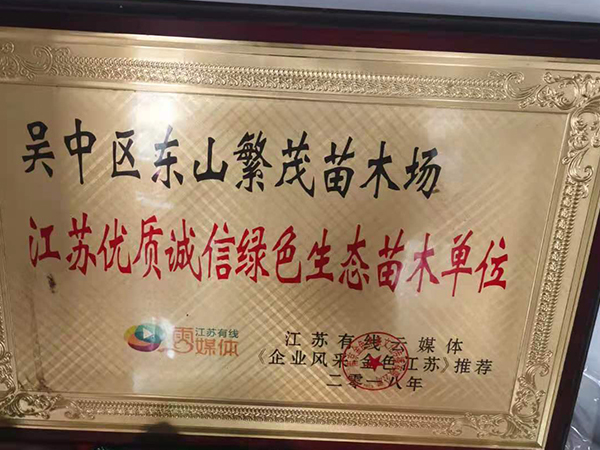 吴中区东山繁茂苗木场
江苏优质诚信绿色生态苗木单位
江苏有线
云媒体
江苏有线云媒体
《企业风采 金色江苏》推荐
二零一八年